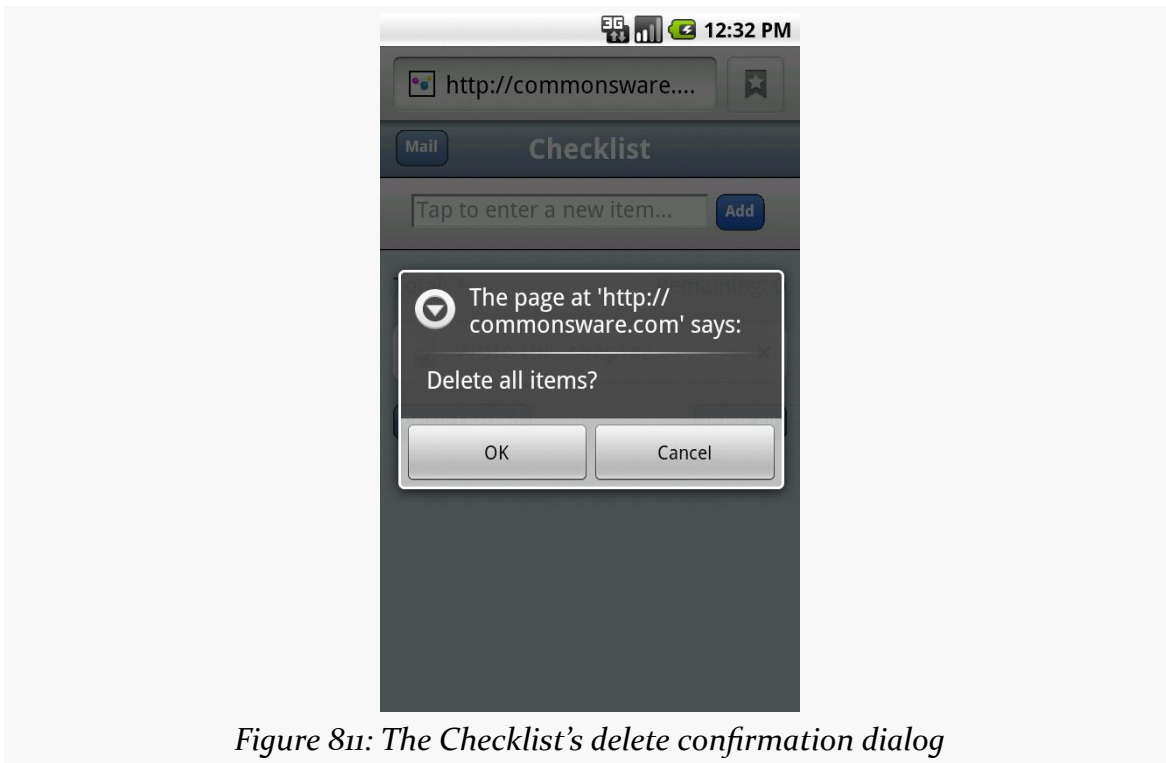 3G 12:32 PM
http://commonsware....
Mail Checklist
Tap to enter a new item... Add
The page at 'http://
commonsware.com' says:
Delete all items?
OK Cancel
Figure 811: The Checklist’s delete confirmation dialog